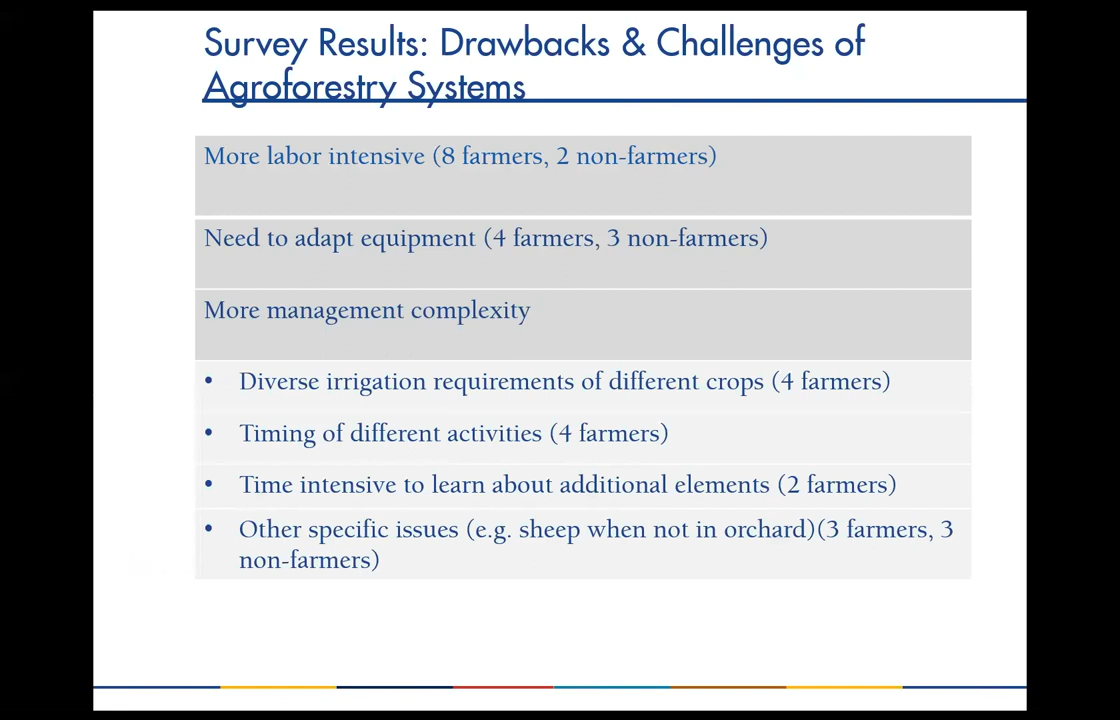 Survey Results: Drawbacks & Challenges of
Agroforestry Systems
More labor intensive (8 farmers, 2 non-farmers)
Need to adapt equipment (4 farmers, 3 non-farmers)
More management complexity
• Diverse irrigation requirements of different crops (4 farmers)
• Timing of different activities (4 farmers)
• Time intensive to learn about additional elements (2 farmers)
• Other specific issues (e.g. sheep when not in orchard)(3 farmers, 3
non-farmers)